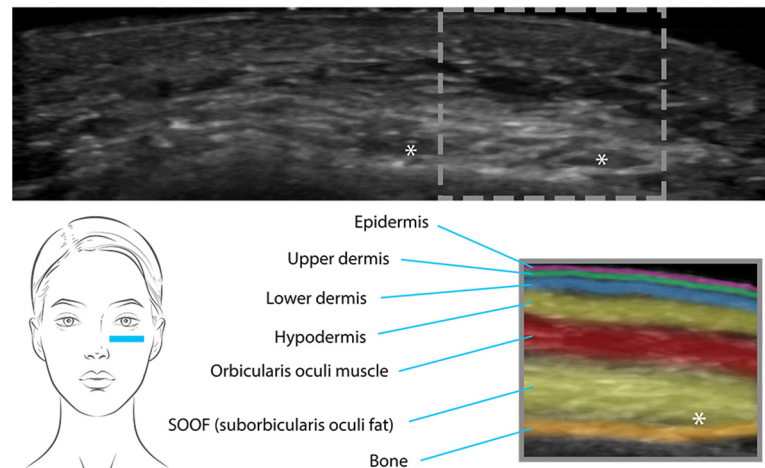 *
*
Epidermis
Upper dermis
Lower dermis
Hypodermis
Orbicularis oculi muscle
SOOF (suborbicularis oculi fat)
*
Bone